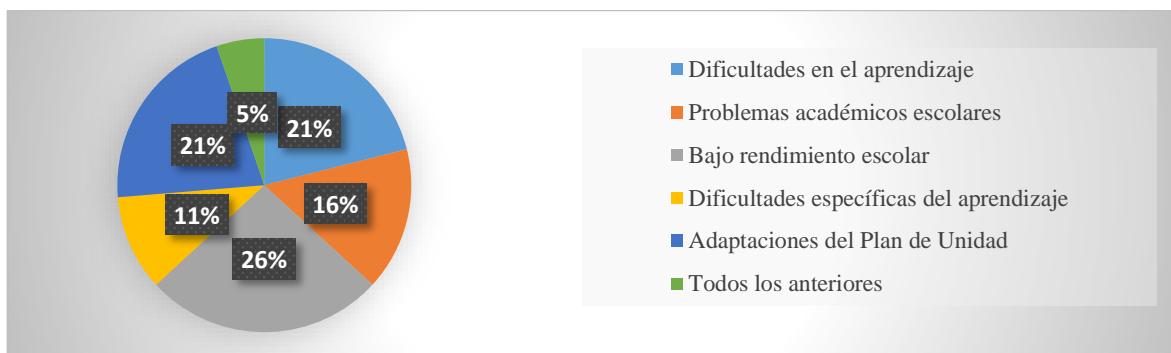 5%
21%
21%
16%
11%
26%
Dificultades en el aprendizaje
Problemas académicos escolares
Bajo rendimiento escolar
Dificultades específicas del aprendizaje
Adaptaciones del Plan de Unidad
Todos los anteriores